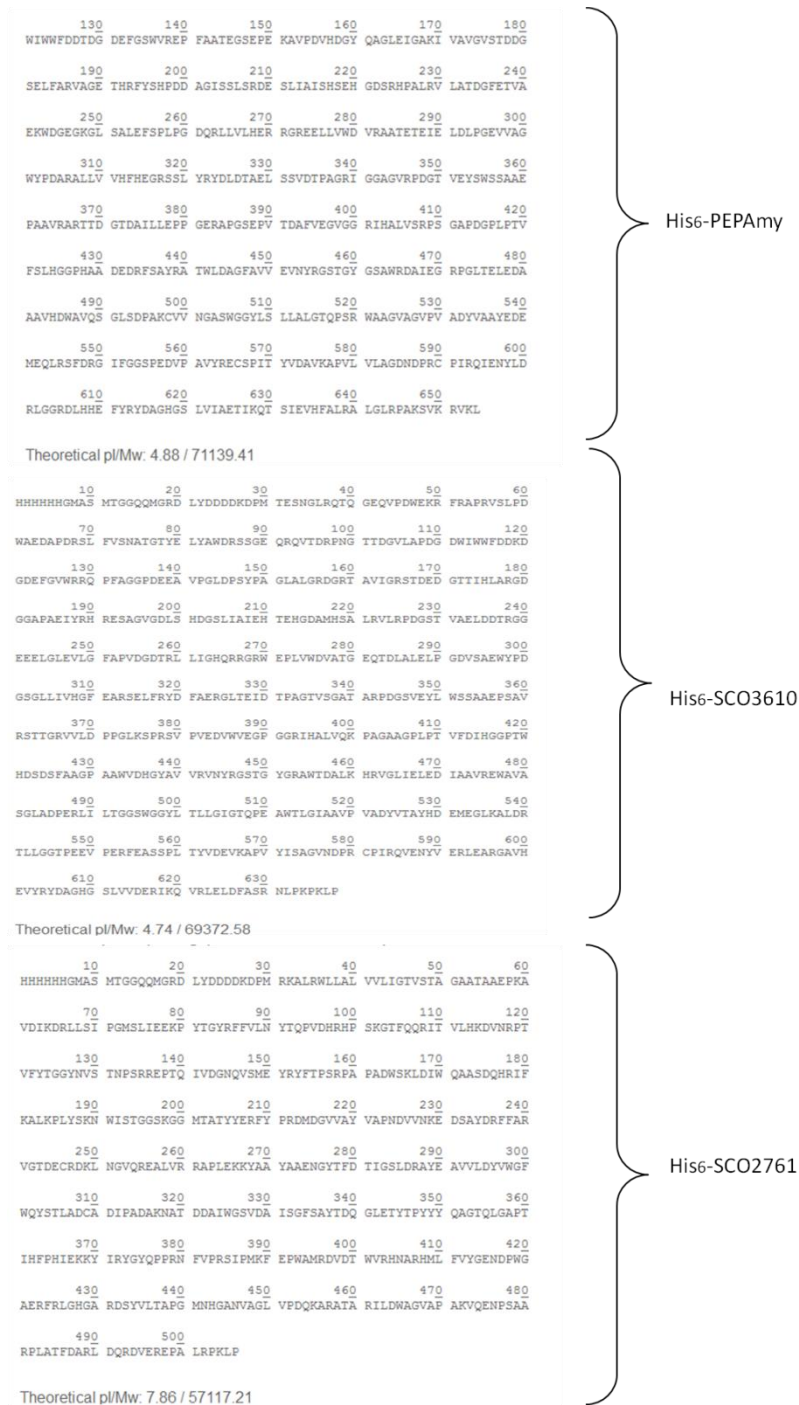 130 140 150 160 170 180
WIWWFDDTDG DEFGSWVREP FAATEGSEPE KAVPDVHDGY QAGLEIGAKI VAVGVSTDDG
190 200 210 220 230 240
SELFARVAGE THRFYSHPDD AGISSLSRDE SLIAISHSEH GDSRHPALRV LATDGFETVA
250 260 270 280 290 300
EKWDGEGKGL SALEFSPLPG DQRLLVLHER RGREELLVWD VRAATETEIE LDLPGEVVAG
310 320 330 340 350 360
WYPDARALLV VHFHEGRSSL YRYDLDTAEL SSVDTPAGRI GGAGVRPDGT VEYSWSSAAE
370 380 390 400 410 420
PAAVRARTTD GTDAILLEPP GERAPGSEPV TDAFVEGVGG RIHALVSRPS GAPDGPLPTV
430 440 450 460 470 480
FSLHGGPHAA DEDRFSAYRA TWLDAGFAVV EVNYRGSTGY GSAWRDAIEG RPGLTELEDA
490 500 510 520 530 540
AAVHDWAVQS GLSDPAKCVV NGASWGGYLS LLALGTQPSR WAAGVAGVPV ADYVAAYEDE
550 560 570 580 590 600
MEQLRSFDRG IFGGSPEDVP AVYRECSPIT YVDAVKAPVL VLAGDNDPRC PIRQIENYLD
610 620 630 640 650
RLGGRDLHHE FYRYDAGHGS LVIAETIKQT SIEVHFALRA LGLRPAKSVK RVKL
Theoretical pI/Mw: 4.88 / 71139.41
His6-PEPAmy
10 20 30 40 50 60
HHHHHHGMAS MTGGQQMGRD LYDDDDKDPM TESNGLRQTQ GEQVPDWEKR FRAPRVSLPD
70 80 90 100 110 120
WAEDAPDRSL FVSNATGTYE LYAWDRSSGE QRQVTDRPNG TTDGVLAPDG DWIWWFDDKD
130 140 150 160 170 180
GDEFGVWRRQ PFAGGPDEEA VPGLDPSYPA GLALGRDGRT AVIGRSTDED GTTIHLARGD
190 200 210 220 230 240
GGAPAEIYRH RESAGVGDLS HDGSLIAIEH TEHGDAMHSA LRVLRPDGST VAELDDTRGG
250 260 270 280 290 300
EEELGLEVLG FAPVDGDTRL LIGHQRRGRW EPLVWDVATG EQTDLALELP GDVSAEWYPD
310 320 330 340 350 360
GSGLLIVHGF EARSELFRYD FAERGLTEID TPAGTVSGAT ARPDGSVEYL WSSAAEPSAV
370 380 390 400 410 420
RSTTGRVVLD PPGLKSPRSV PVEDVWVEGP GGRIHALVQK PAGAAGPLPT VFDIHGGPTW
430 440 450 460 470 480
HDSDSFAAGP AAWVDHGYAV VRVNYRGSTG YGRAWTDALK HRVGLIELED IAAVREWAVA
490 500 510 520 530 540
SGLADPERLI LTGGSWGGYL TLLGIGTQPE AWTLGIAAVP VADYVTAYHD EMEGLKALDR
550 560 570 580 590 600
TLLGGTPEEV PERFEASSPL TYVDEVKAPV YISAGVNDPR CPIRQVENYV ERLEARGAVH
610 620 630
EVYRYDAGHG SLVVDERIKQ VRLELDFASR NLPKPKLP
Theoretical pI/Mw: 4.74 / 69372.58
His6-SCO3610
10 20 30 40 50 60
HHHHHHGMAS MTGGQQMGRD LYDDDDKDPM RKALRWLLAL VVLIGTVSTA GAATAAEPKA
70 80 90 100 110 120
VDIKDRLLSI PGMSLIEEKP YTGYRFFVLN YTQPVDHRHP SKGTFQQRIT VLHKDVNRPT
130 140 150 160 170 180
VFYTGGYNVS TNPSRREPTQ IVDGNQVSME YRYFTPSRPA PADWSKLDIW QAASDQHRIF
190 200 210 220 230 240
KALKPLYSKN WISTGGSKGG MTATYYERFY PRDMDGVVAY VAPNDVVNKE DSAYDRFFAR
250 260 270 280 290 300
VGTDECRDKL NGVQREALVR RAPLEKKYAA YAAENGYTFD TIGSLDRAYE AVVLDYVWGF
310 320 330 340 350 360
WQYSTLADCA DIPADAKNAT DDAIWGSVDA ISGFSAYTDQ GLETYTPYYY QAGTQLGAPT
370 380 390 400 410 420
IHFPHIEKKY IRYGYQPPRN FVPRSIPMKF EPWAMRDVDT WVRHNARHML FVYGENDPWG
430 440 450 460 470 480
AERFRLGHGA RDSYVLTAPG MNHGANVAGL VPDQKARATA RILDWAGVAP AKVQENPSAA
490 500
RPLATFDARL DQRDVEREPA LRPKLP
Theoretical pI/Mw: 7.86 / 57117.21
His6-SCO2761